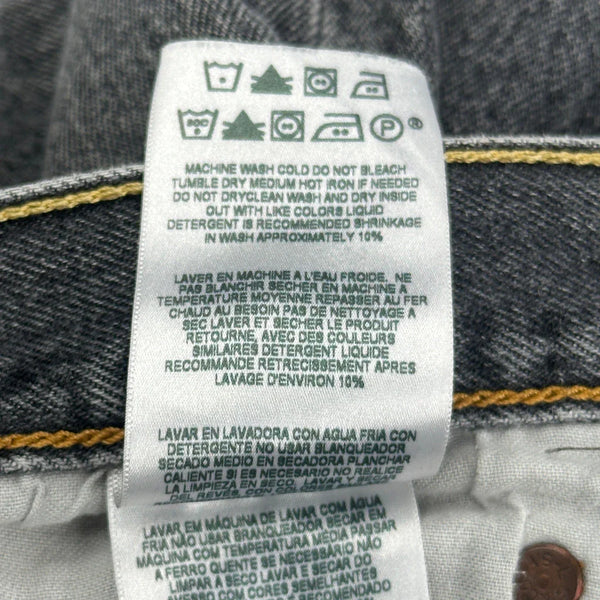 30C P®
MACHINE WASH COLD DO NOT BLEACH
TUMBLE DRY MEDIUM HOT IRON IF NEEDED
DO NOT DRYCLEAN WASH AND DRY INSIDE
OUT WITH LIKE COLORS LIQUID
DETERGENT IS RECOMMENDED SHRINKAGE
IN WASH APPROXIMATELY 10%
LAVER EN MACHINE A L'EAU FROIDE, NE
PAS BLANCHIR SECHER EN MACHINE A
TEMPERATURE MOYENNE REPASSER AU FER
CHAUD AU BESOIN PAS DE NETTOYAGE A
SEC LAVER ET SECHER LE PRODUIT
RETOURNE, AVEC DES COULEURS
SIMILAIRES DETERGENT LIQUIDE
RECOMMANDE RETRECISSEMENT APRES
LAVAGE D'ENVIRON 10%
LAVAR EN LAVADORA CON AGUA FRIA CON
DETERGENTE NO USAR BLANQUEADOR
SECADO MEDIO EN SECADORA PLANCHAR
CALIENTE SI ES NECESARIO NO REALICE
LA LIMPIEZA EN SECO, LAVAR Y SECAR
DEL REVES, CON
LAVAR EM MÁQUINA DE LAVAR COM ÁGUA
FRIA NÃO USAR BRANQUEADOR SECAR EM
MÁQUINA COM TEMPERATURA MÉDIA PASSAR
A FERRO QUENTE SE NECESSÁRIO NÃO
LIMPAR A SECO LAVAR E SECAR DO
AVESSO COM CORES SEMELHANTES